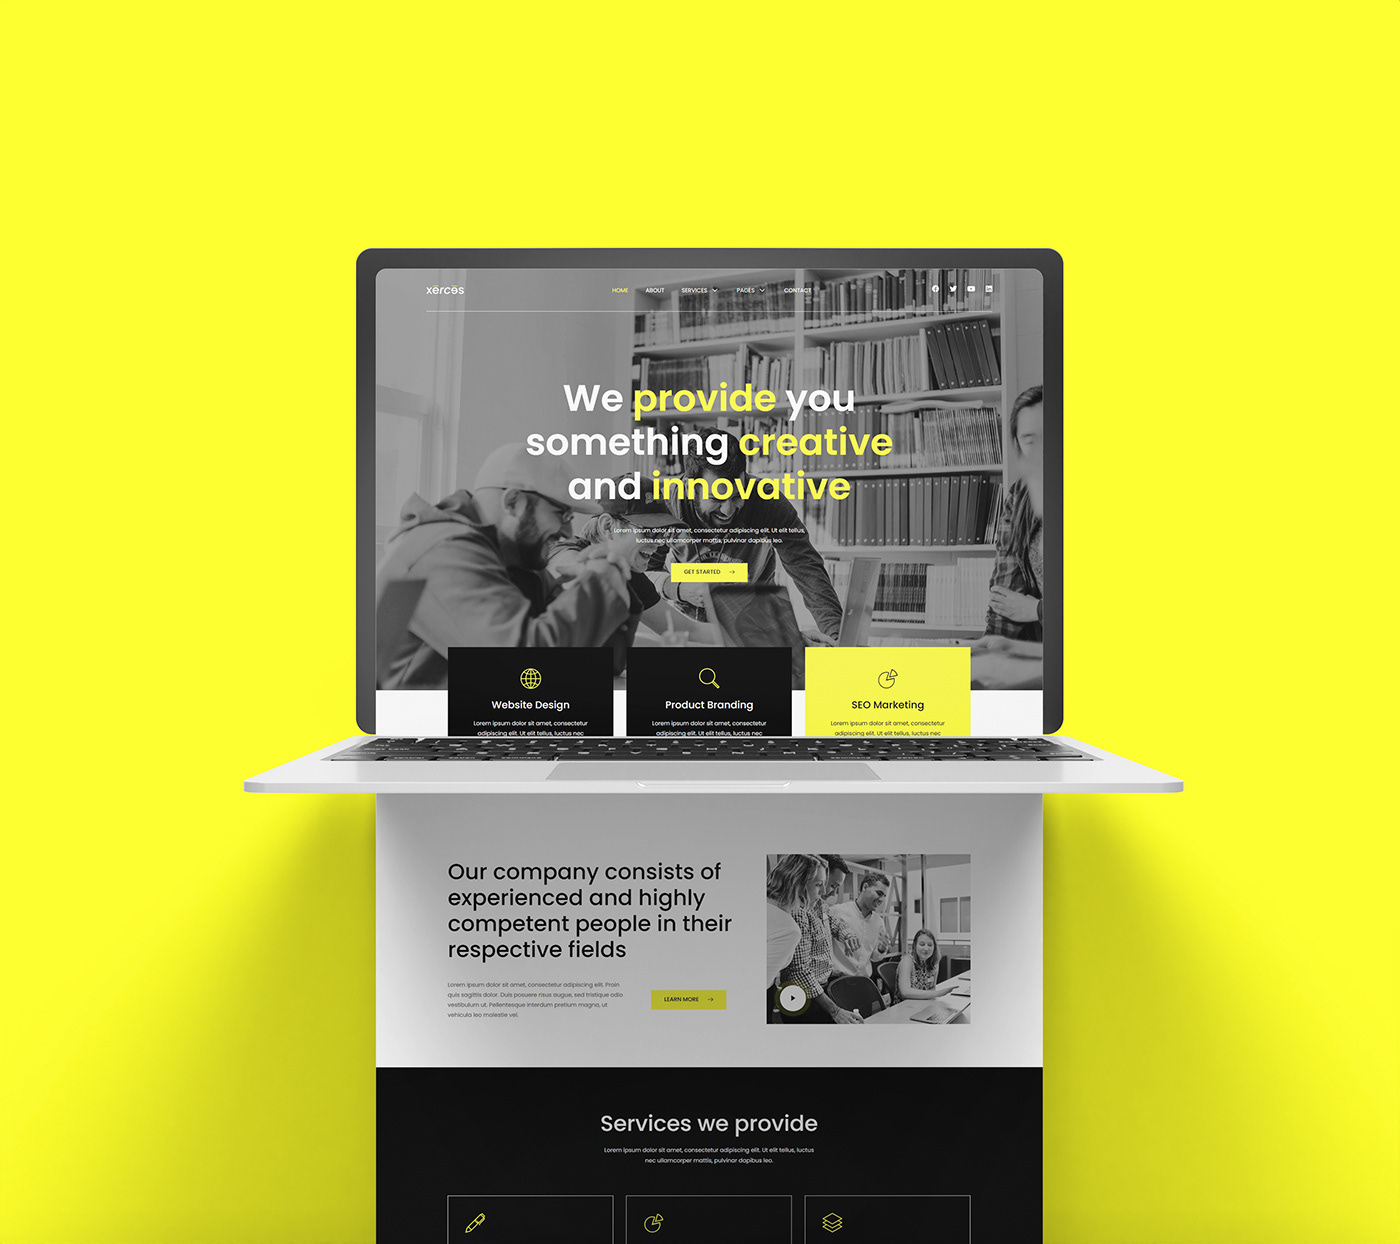 xerces
HOME ABOUT SERVICES PAGES CONTACT
We provide you
something creative
and innovative
Lorem ipsum dolor sit amet, consectetur adipiscing elit. Ut elit tellus,
luctus nec ullamcorper mattis, pulvinar dapibus leo.
GET STARTED
Website Design
Lorem ipsum dolor sit amet, consectetur
adipiscing elit. Ut elit tellus, luctus nec
Product Branding
Lorem ipsum dolor sit amet, consectetur
adipiscing elit. Ut elit tellus, luctus nec
SEO Marketing
Lorem ipsum dolor sit amet, consectetur
adipiscing elit. Ut elit tellus, luctus nec
Our company consists of
experienced and highly
competent people in their
respective fields
Lorem ipsum dolor sit amet, consectetur adipiscing elit. Proin
quis sagittis dolor. Duis posuere risus augue, sed tristique odio
vestibulum ut. Pellentesque interdum pretium magna, ut
vehicula leo molestie vel.
LEARN MORE
Services we provide
Lorem ipsum dolor sit amet, consectetur adipiscing elit. Ut elit tellus, luctus
nec ullamcorper mattis, pulvinar dapibus leo.